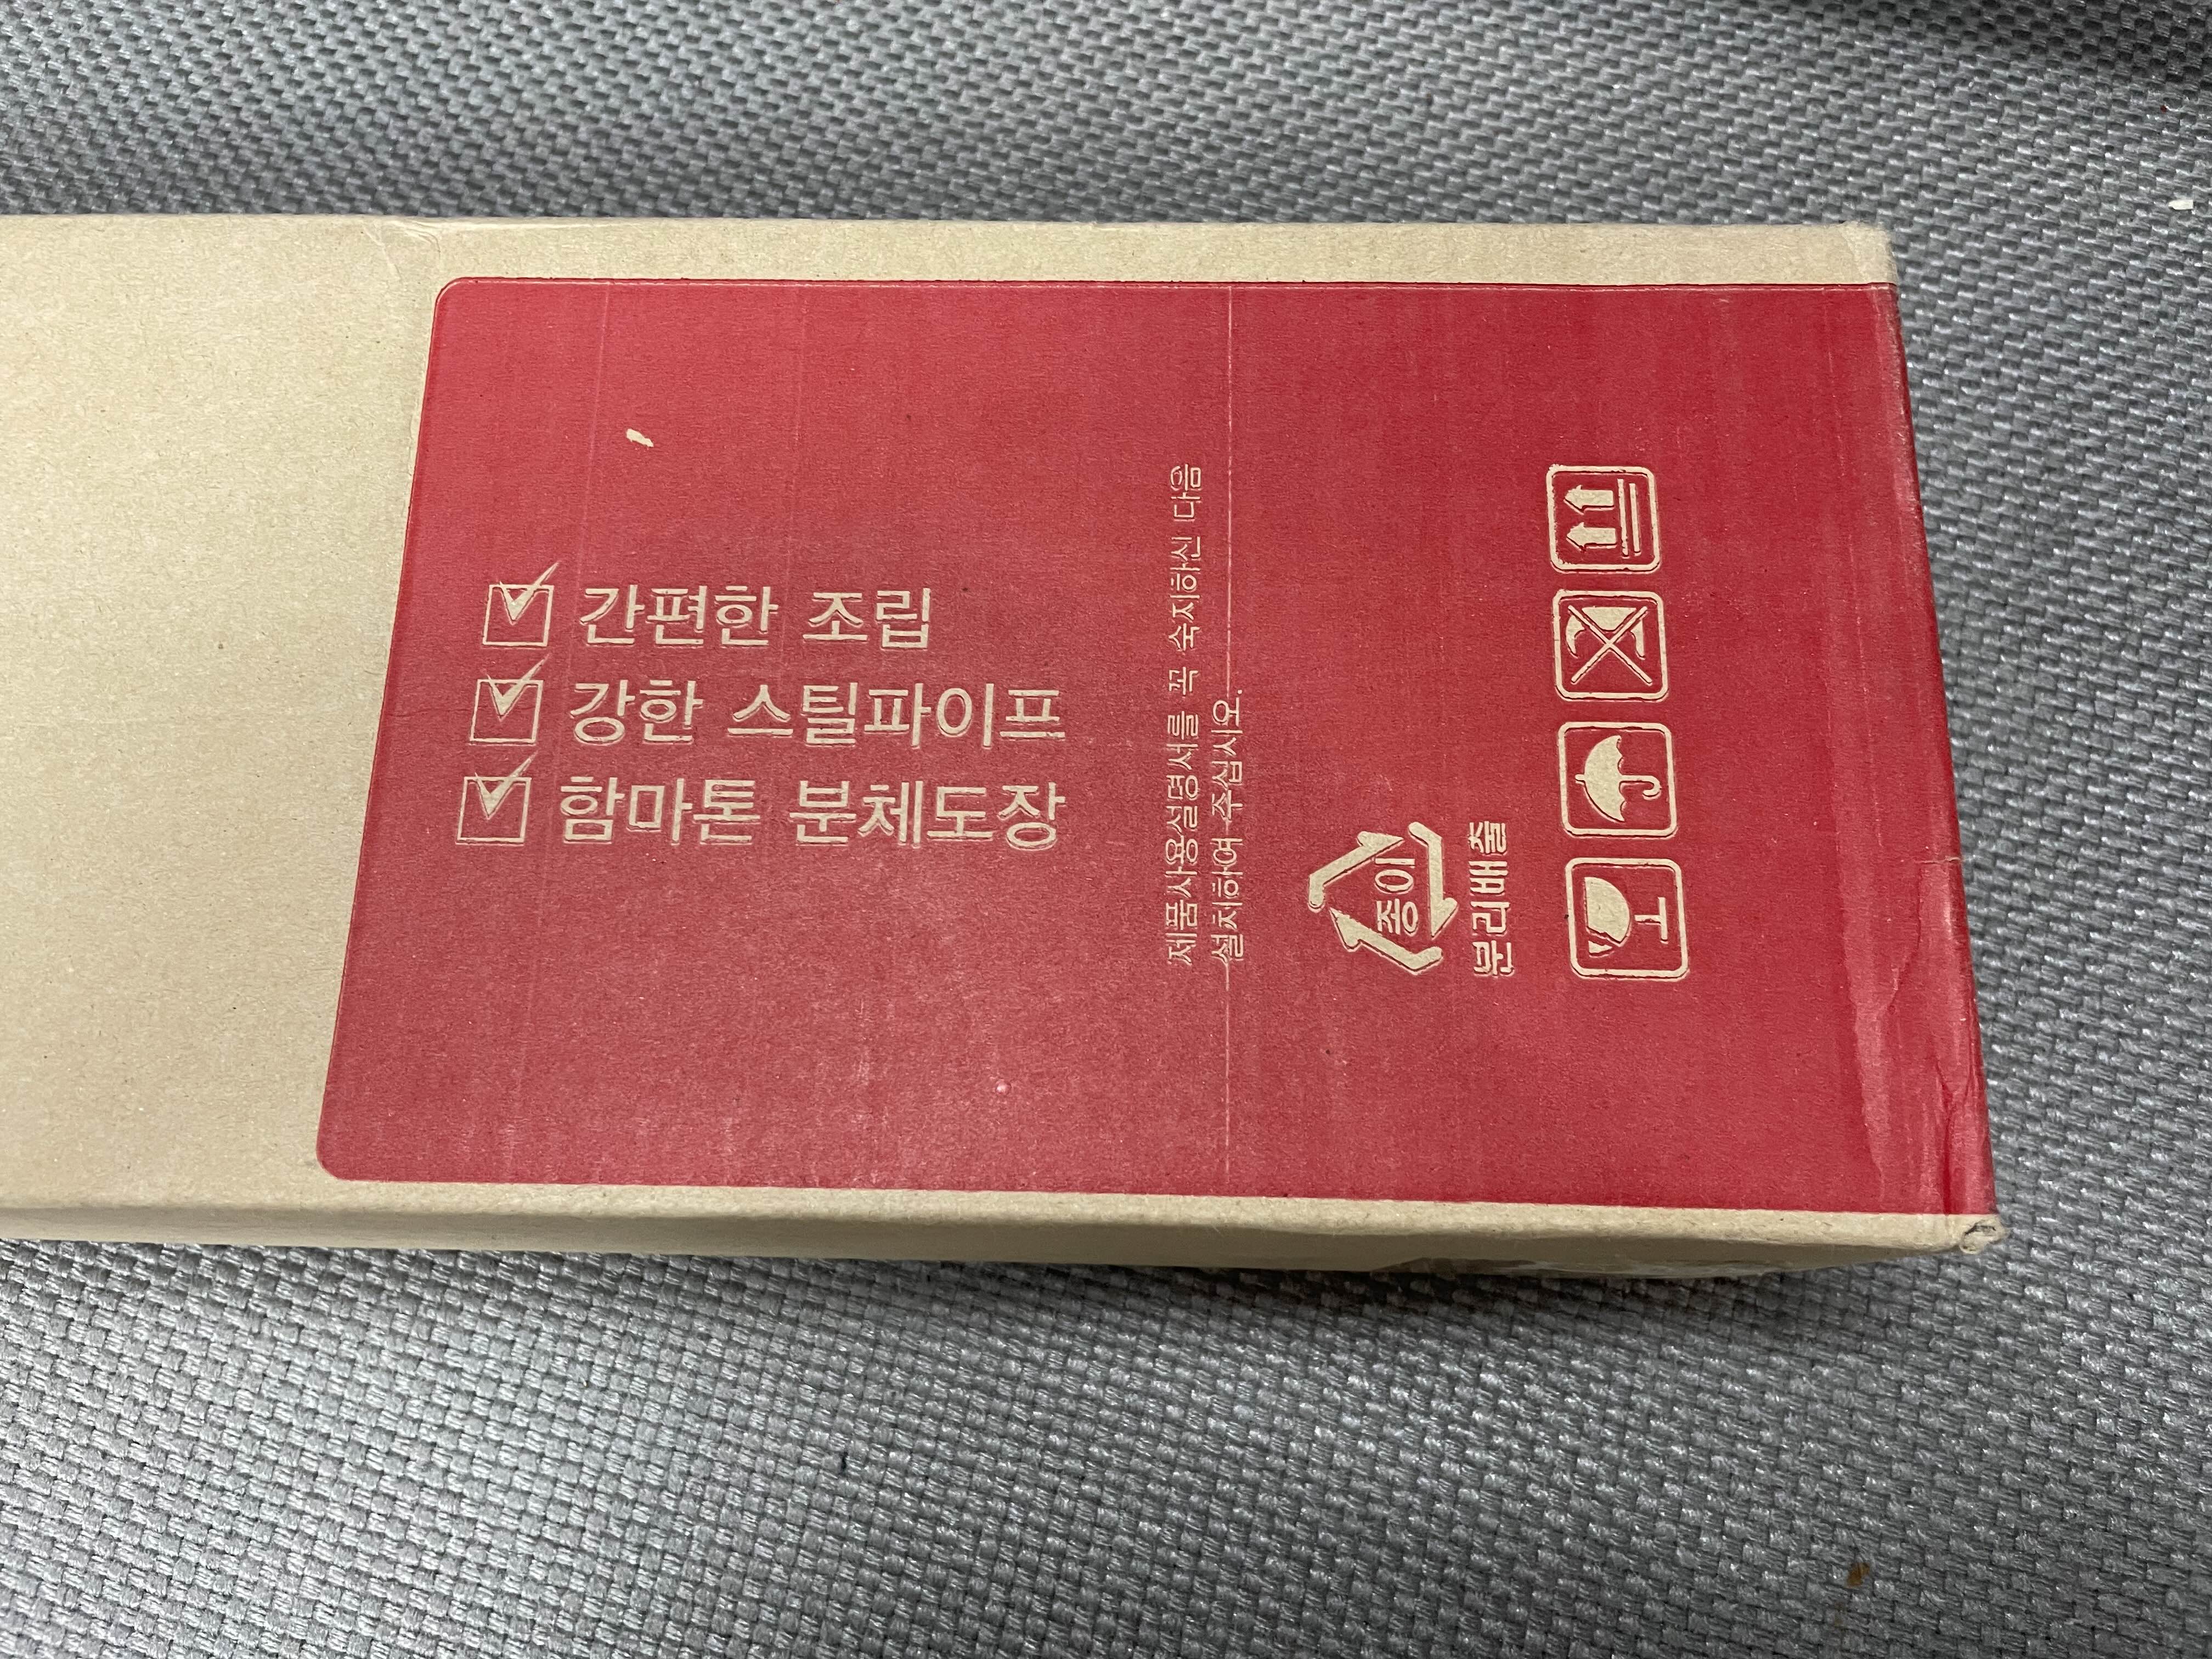 간편한 조립
강한 스틸파이프
함마톤 분체도장
제품사용설명서를 꼭 숙지하신 다음
설치하여 주십시오.
종이
분리배출